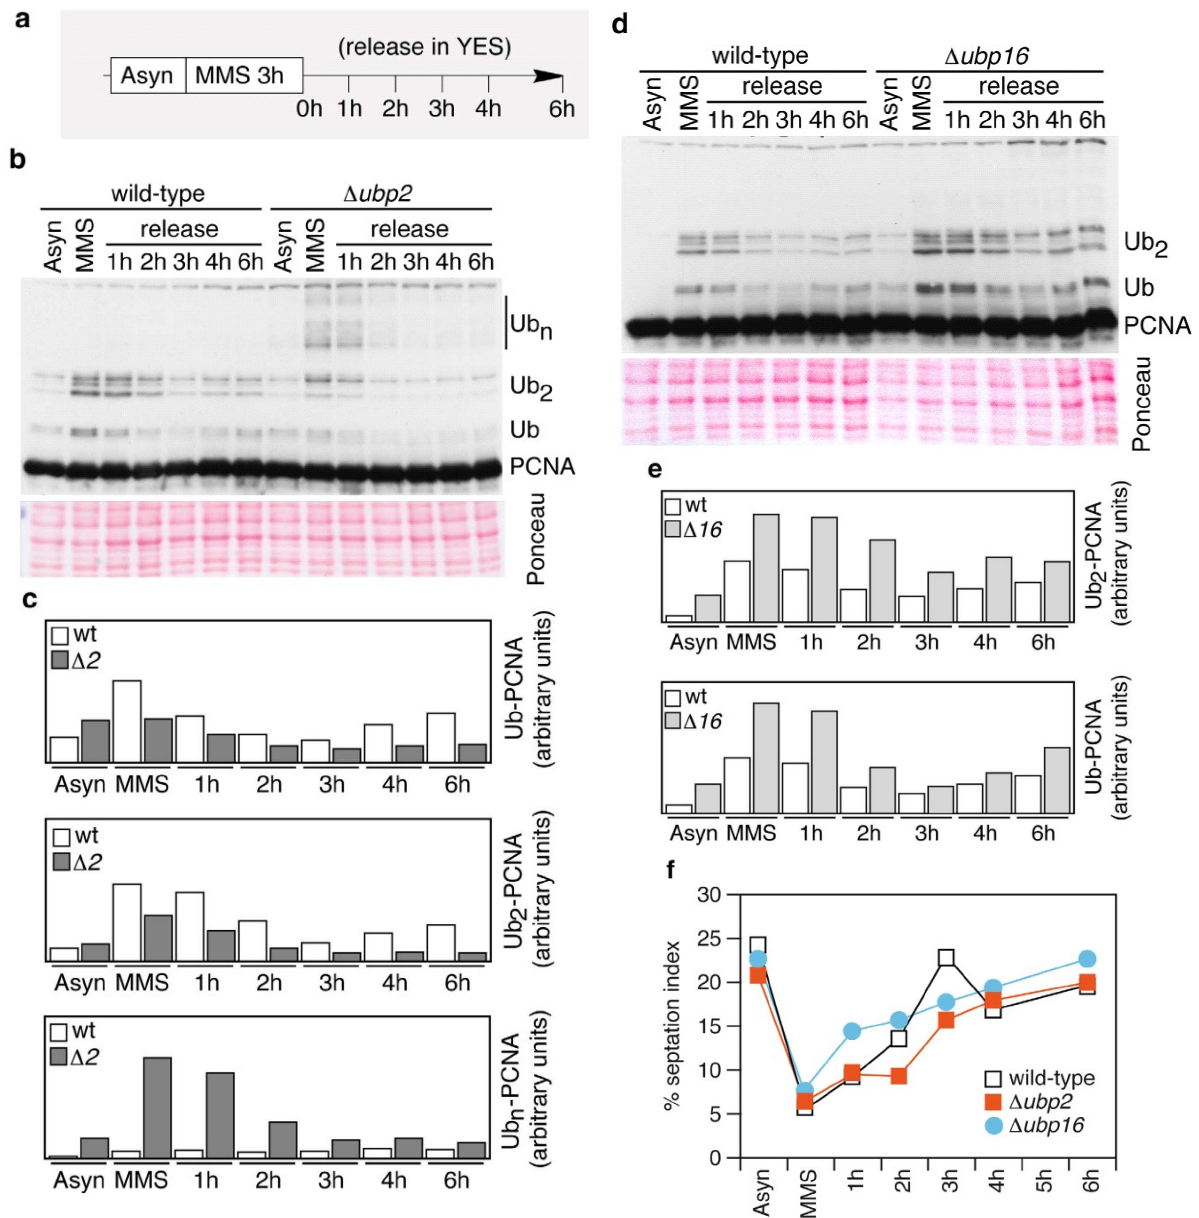 a
(release in YES)
Asyn MMS 3h
0h 1h 2h 3h 4h 6h
b
wild-type Δubp2
Asyn MMS release Asyn MMS release
1h 2h 3h 4h 6h 1h 2h 3h 4h 6h
Ubn
Ub2
Ub
PCNA
Ponceau
c
wt
Δ2
Ub-PCNA
(arbitrary units)
Asyn MMS 1h 2h 3h 4h 6h
wt
Δ2
Ub2-PCNA
(arbitrary units)
Asyn MMS 1h 2h 3h 4h 6h
wt
Δ2
Ubn-PCNA
(arbitrary units)
Asyn MMS 1h 2h 3h 4h 6h
d
wild-type Δubp16
Asyn MMS release Asyn MMS release
1h 2h 3h 4h 6h 1h 2h 3h 4h 6h
Ub2
Ub
PCNA
Ponceau
e
wt
Δ16
Ub2-PCNA
(arbitrary units)
Asyn MMS 1h 2h 3h 4h 6h
wt
Δ16
Ub-PCNA
(arbitrary units)
Asyn MMS 1h 2h 3h 4h 6h
f
% septation index
30
25
20
15
10
5
0
wild-type
Δubp2
Δubp16
Asyn MMS 1h 2h 3h 4h 5h 6h